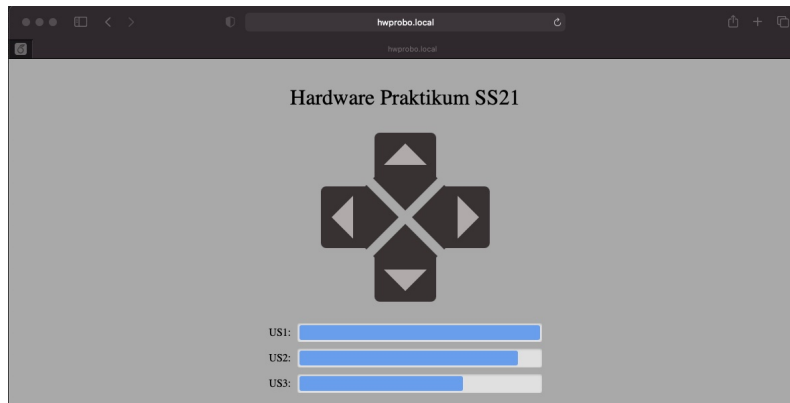 hwprobo.local
hwprobo.local
Hardware Praktikum SS21
US1:
US2:
US3: